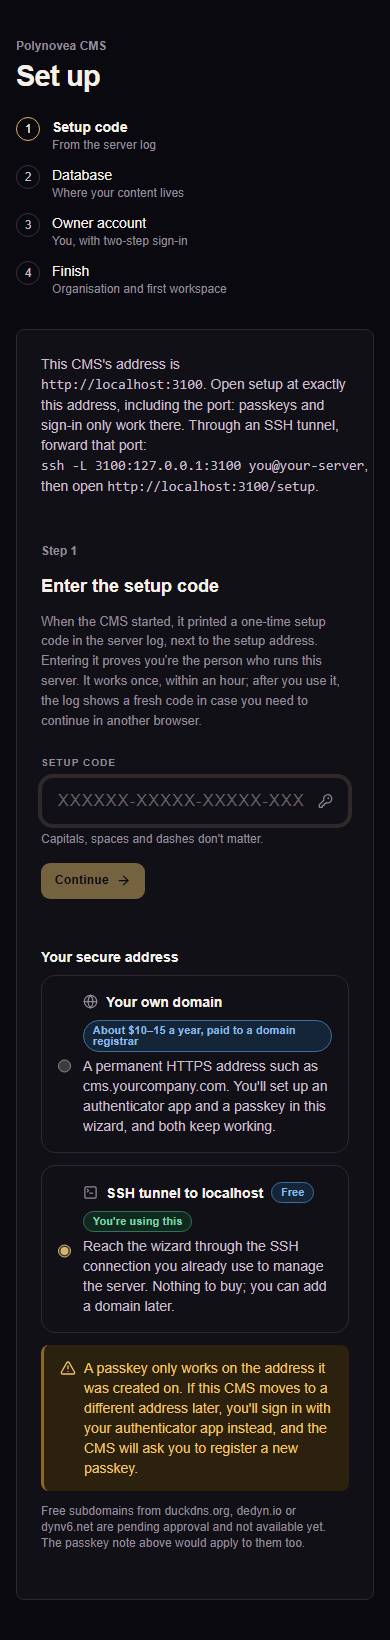 Polynovea CMS
Set up
1 Setup code
From the server log
2 Database
Where your content lives
3 Owner account
You, with two-step sign-in
4 Finish
Organisation and first workspace
This CMS's address is
http://localhost:3100. Open setup at exactly
this address, including the port: passkeys and
sign-in only work there. Through an SSH tunnel,
forward that port:
ssh -L 3100:127.0.0.1:3100 you@your-server,
then open http://localhost:3100/setup.
Step 1
Enter the setup code
When the CMS started, it printed a one-time setup
code in the server log, next to the setup address.
Entering it proves you're the person who runs this
server. It works once, within an hour; after you use it,
the log shows a fresh code in case you need to
continue in another browser.
SETUP CODE
XXXXXX-XXXXX-XXXXX-XXX
Capitals, spaces and dashes don't matter.
Continue →
Your secure address
Your own domain
About $10–15 a year, paid to a domain
registrar
A permanent HTTPS address such as
cms.yourcompany.com. You'll set up an
authenticator app and a passkey in this
wizard, and both keep working.
SSH tunnel to localhost Free
You're using this
Reach the wizard through the SSH
connection you already use to manage
the server. Nothing to buy; you can add
a domain later.
A passkey only works on the address it
was created on. If this CMS moves to a
different address later, you'll sign in with
your authenticator app instead, and the
CMS will ask you to register a new
passkey.
Free subdomains from duckdns.org, dedyn.io or
dynv6.net are pending approval and not available yet.
The passkey note above would apply to them too.